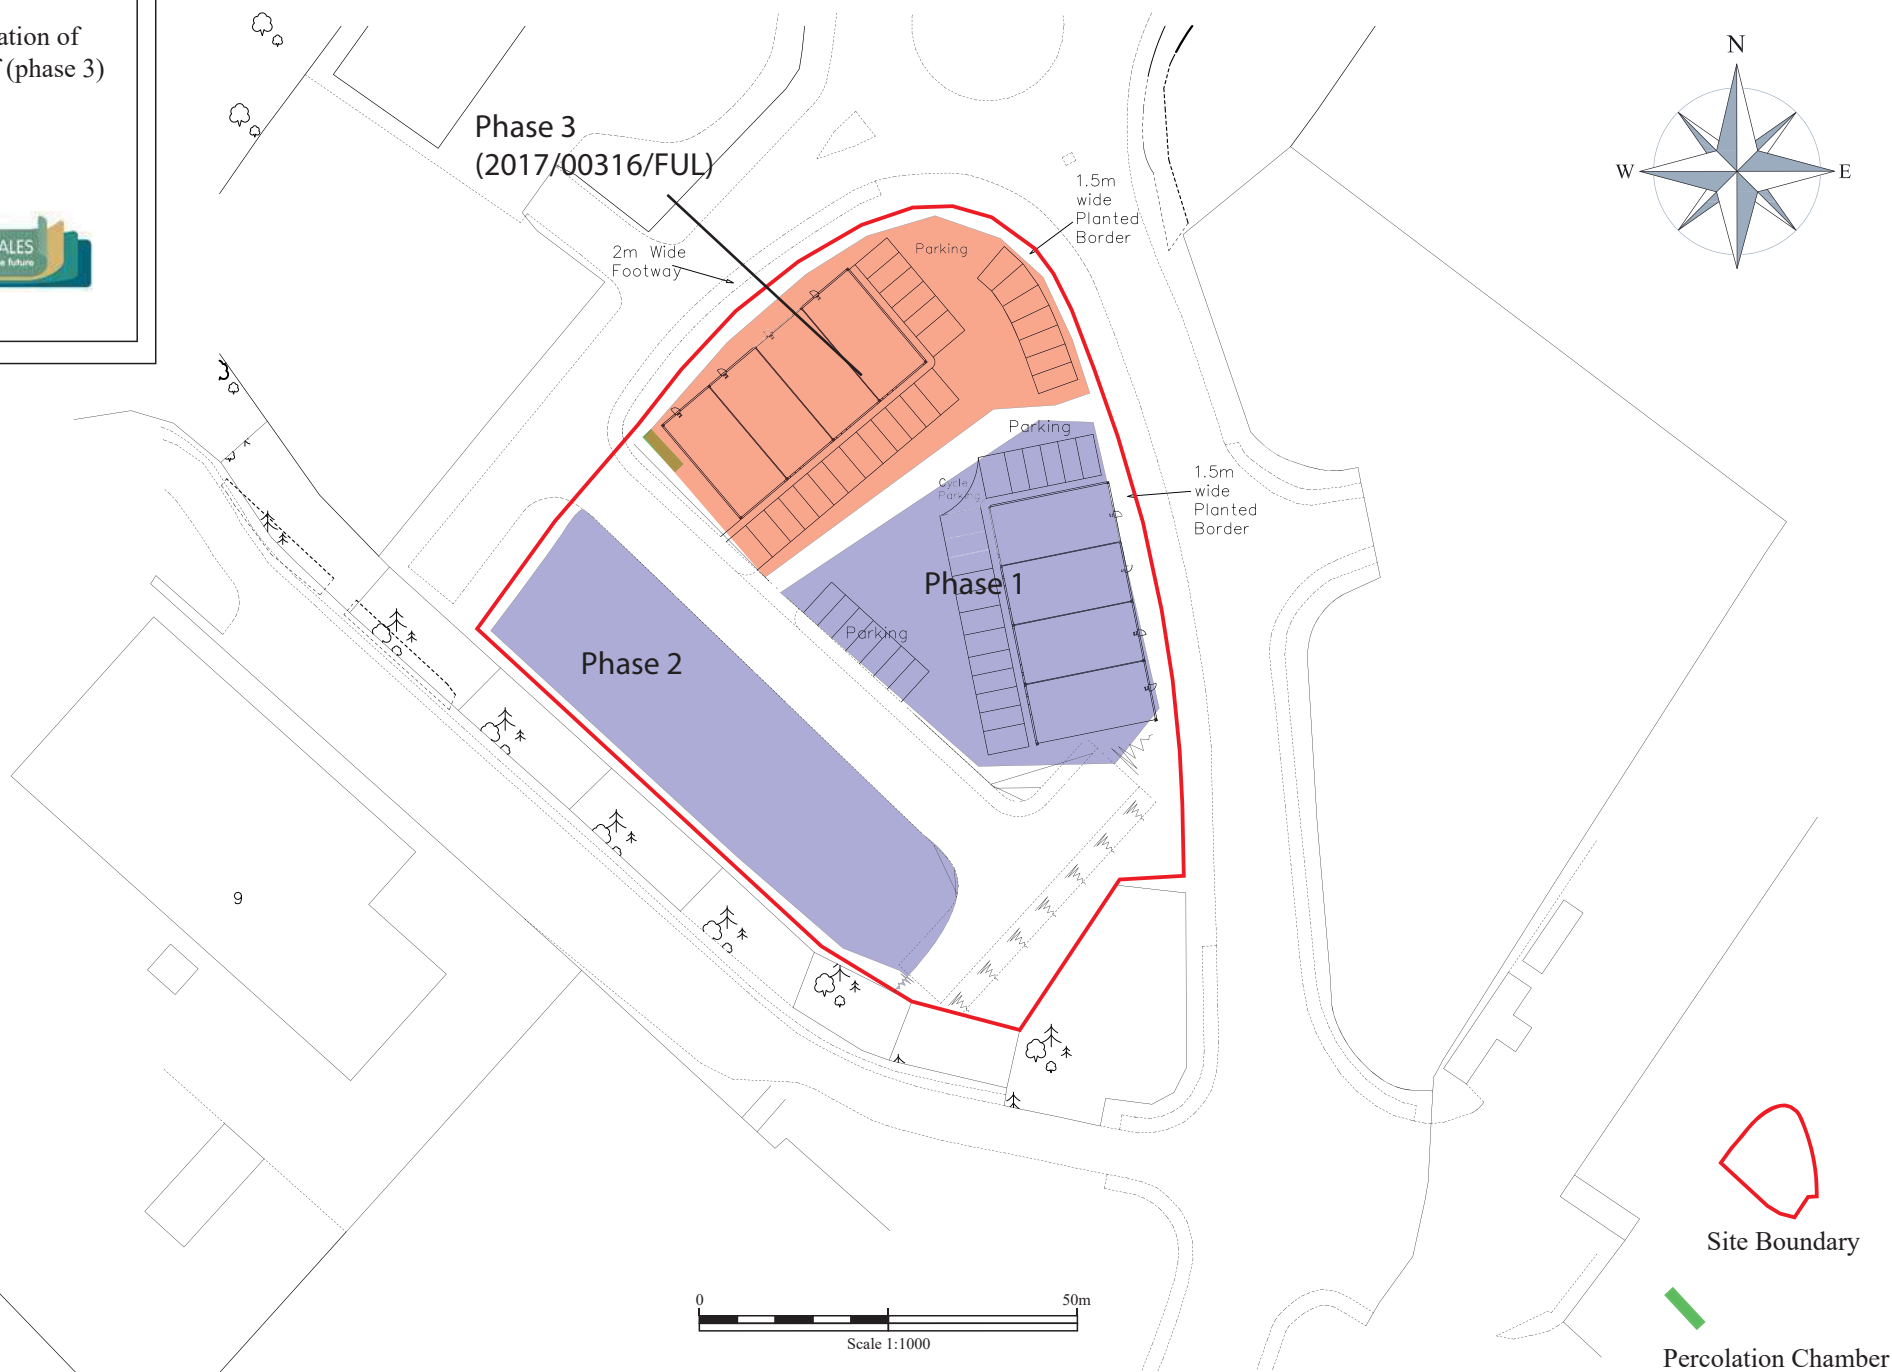 ation of
(phase 3)
ALES
e future
N
W
E
Phase 3
(2017/00316/FUL)
1.5m
wide
Planted
Border
2m Wide
Footway
Parking
Parking
Cycle
Parking
1.5m
wide
Planted
Border
Phase 1
Parking
Phase 2
9
0
50m
Scale 1:1000
Site Boundary
Percolation Chamber